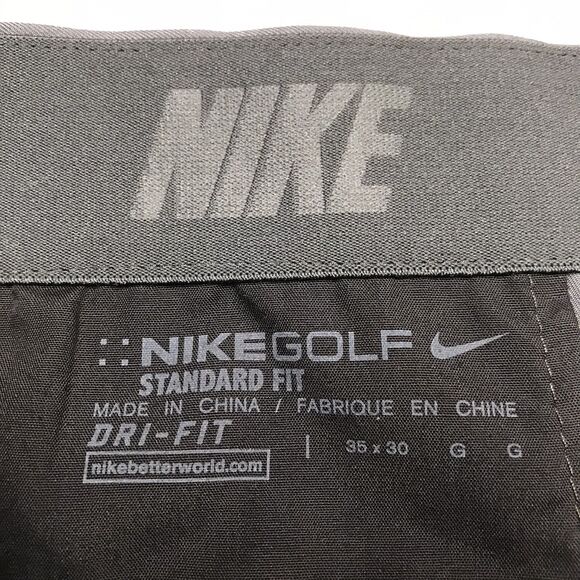 NIKE
:: NIKEGOLF
STANDARD FIT
MADE IN CHINA / FABRIQUE EN CHINE
DRI-FIT | 35 x 30 G G
nikebetterworld.com